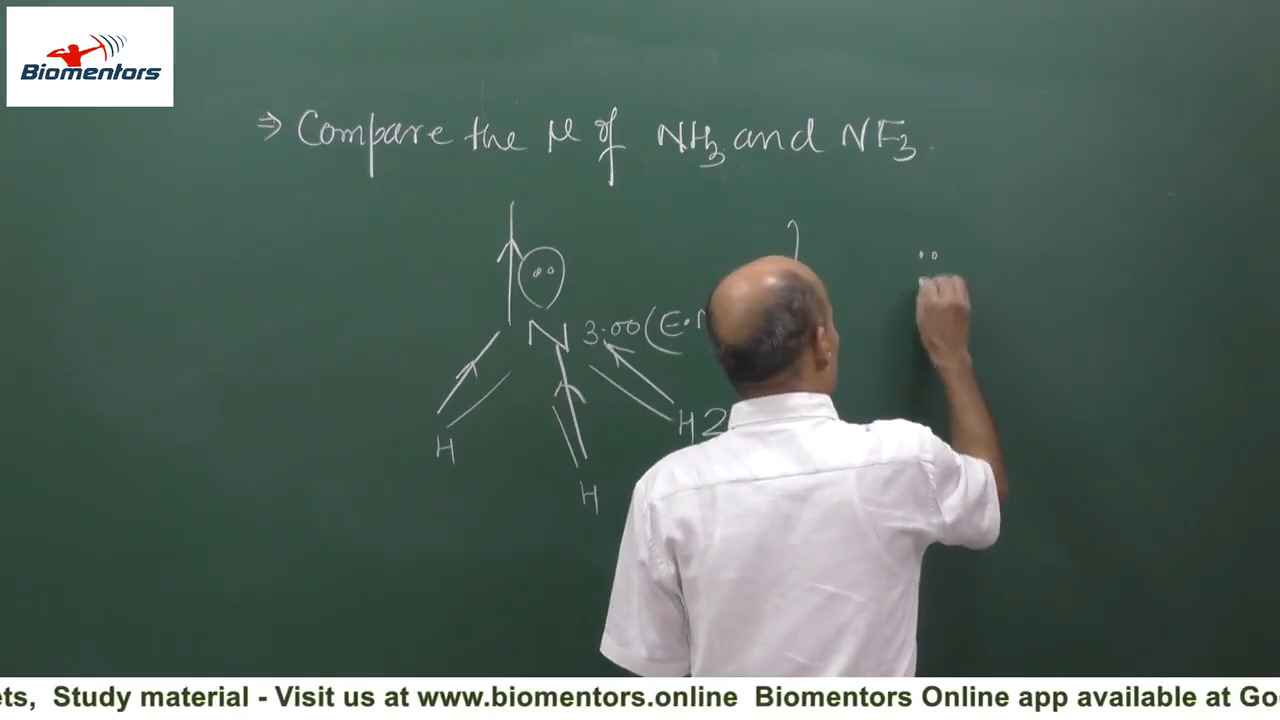 Biomentors
⇒ Compare the μ of NH3 and NF3.
N 3.00 (E.N
H 2
H
H
ets, Study material - Visit us at www.biomentors.online Biomentors Online app available at Go